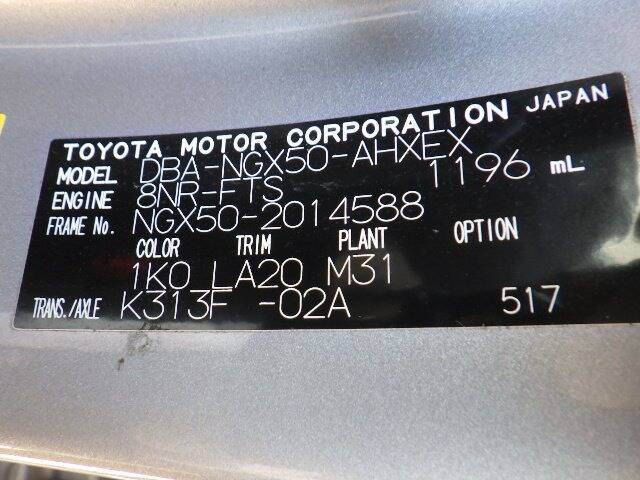 TOYOTA MOTOR CORPORATION JAPAN
MODEL DBA-NGX50-AHXEX
ENGINE 8NR-FTS 1196 mL
FRAME No. NGX50-2014588
COLOR TRIM PLANT OPTION
1K0 LA20 M31
TRANS./AXLE K313F -02A 517